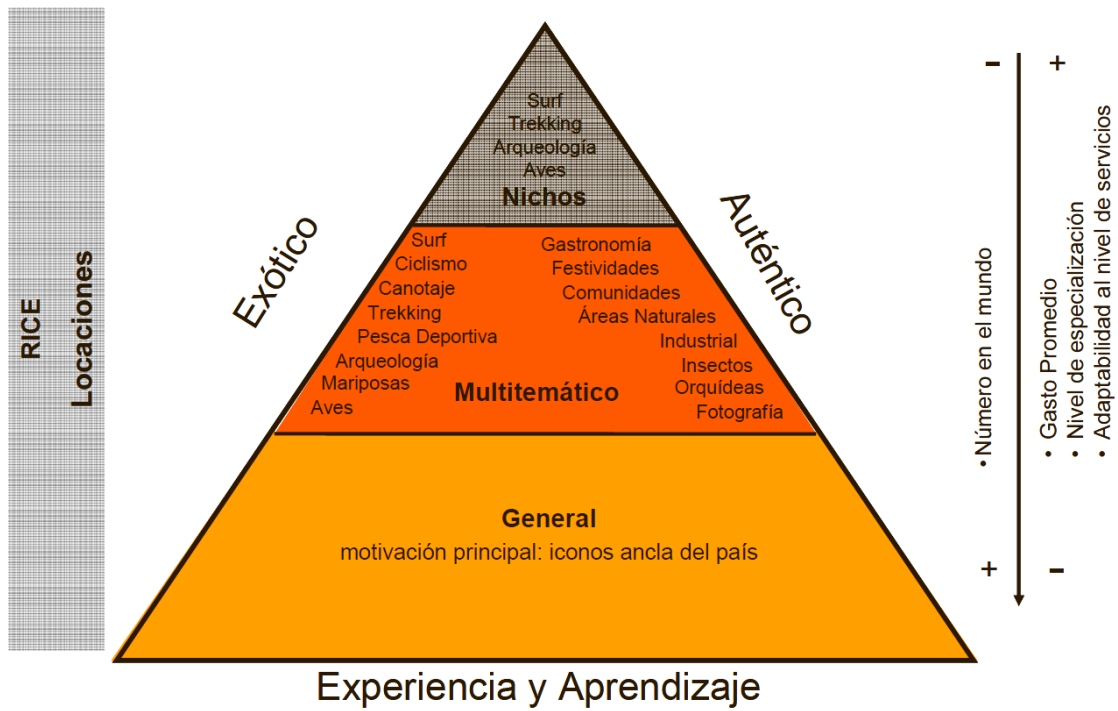 RICE
Locaciones
Exótico
Auténtico
Surf
Trekking
Arqueología
Aves
Nichos
Surf
Ciclismo
Canotaje
Trekking
Pesca Deportiva
Arqueología
Mariposas
Aves
Gastronomía
Festividades
Comunidades
Áreas Naturales
Industrial
Insectos
Orquídeas
Fotografía
Multitemático
General
motivación principal: iconos ancla del país
Experiencia y Aprendizaje
-
+
• Número en el mundo
• Gasto Promedio
• Nivel de especialización
• Adaptabilidad al nivel de servicios
+
-